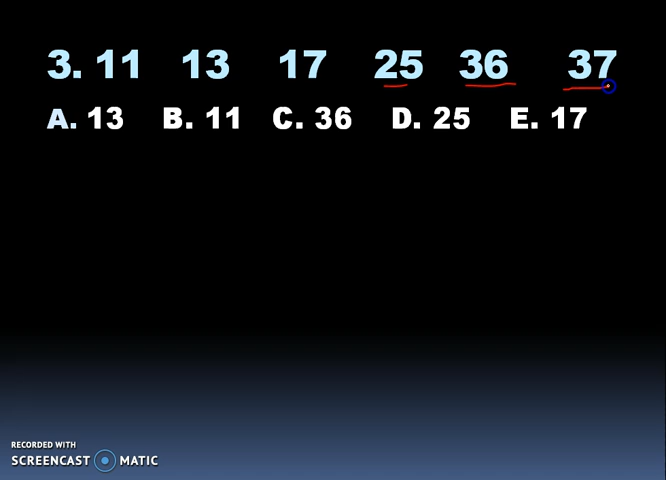 3. 11 13 17 25 36 37
A. 13 B. 11 C. 36 D. 25 E. 17
RECORDED WITH
SCREENCAST MATIC